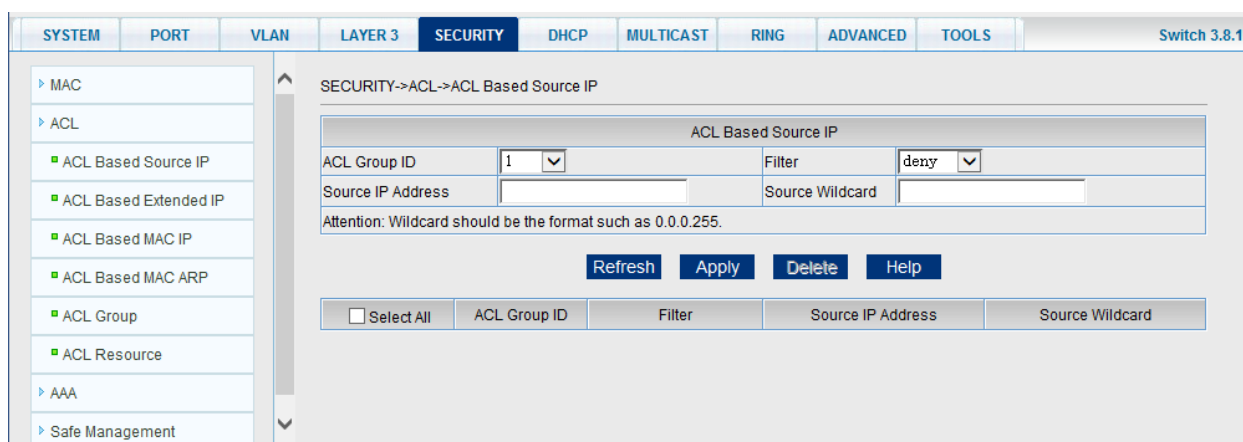 SYSTEM PORT VLAN LAYER 3 SECURITY DHCP MULTICAST RING ADVANCED TOOLS Switch 3.8.1
MAC
ACL
ACL Based Source IP
ACL Based Extended IP
ACL Based MAC IP
ACL Based MAC ARP
ACL Group
ACL Resource
AAA
Safe Management
SECURITY->ACL->ACL Based Source IP
ACL Based Source IP
ACL Group ID 1 Filter deny
Source IP Address Source Wildcard
Attention: Wildcard should be the format such as 0.0.0.255.
Refresh Apply Delete Help
Select All ACL Group ID Filter Source IP Address Source Wildcard